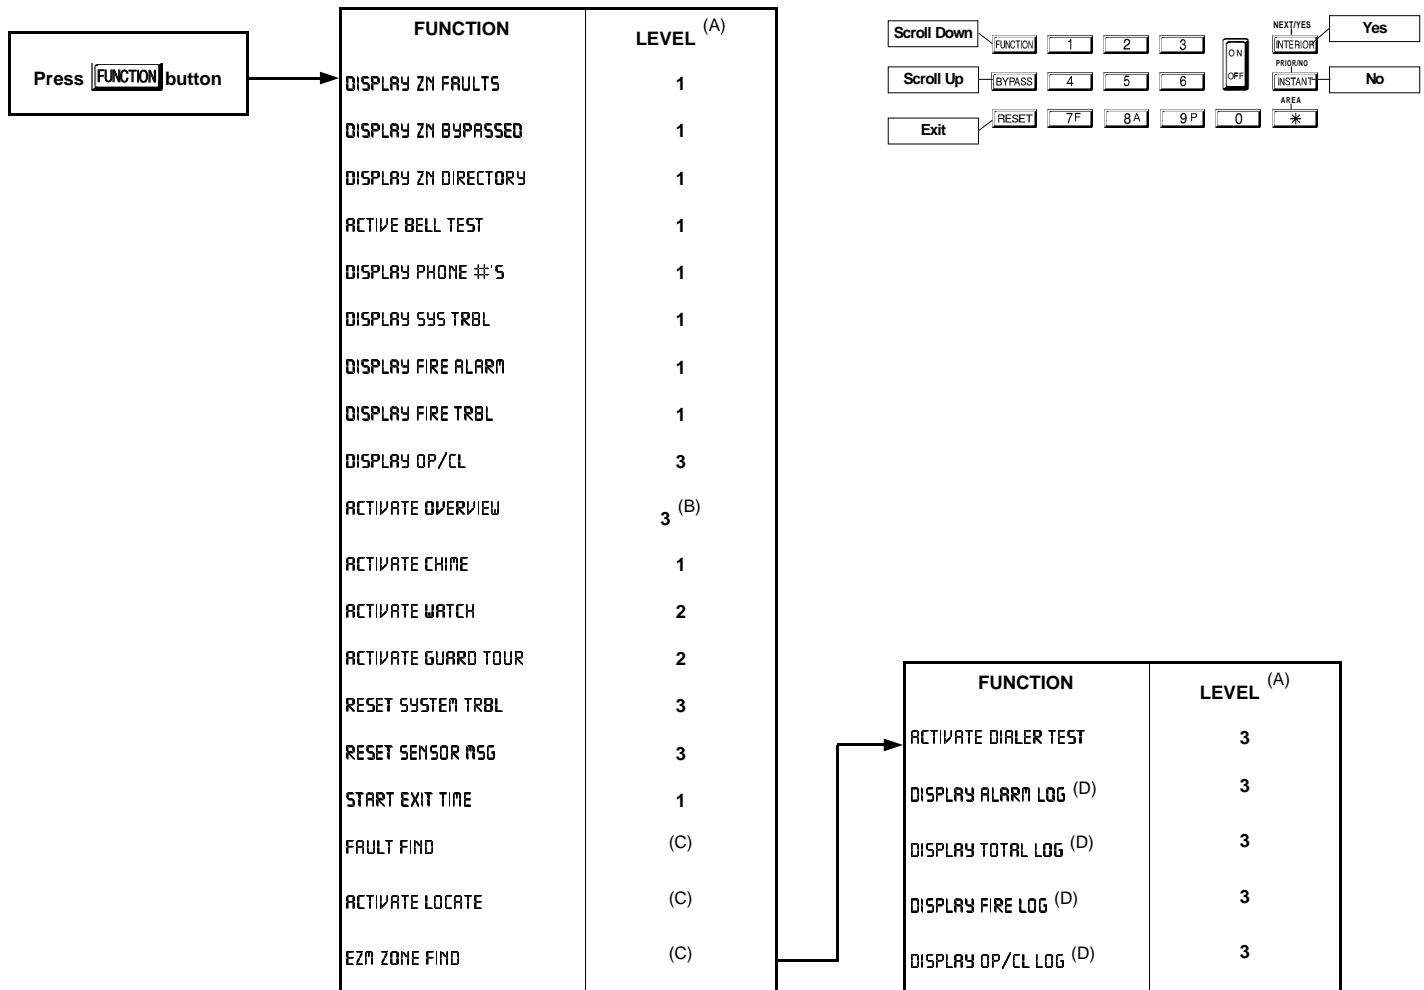 Press FUNCTION button
FUNCTION LEVEL (A)
DISPLAY ZN FAULTS 1
DISPLAY ZN BYPASSED 1
DISPLAY ZN DIRECTORY 1
ACTIVE BELL TEST 1
DISPLAY PHONE #'S 1
DISPLAY SYS TRBL 1
DISPLAY FIRE ALARM 1
DISPLAY FIRE TRBL 1
DISPLAY OP/CL 3
ACTIVATE OVERVIEW 3 (B)
ACTIVATE CHIME 1
ACTIVATE WATCH 2
ACTIVATE GUARD TOUR 2
RESET SYSTEM TRBL 3
RESET SENSOR MSG 3
START EXIT TIME 1
FAULT FIND (C)
ACTIVATE LOCATE (C)
EZM ZONE FIND (C)
Scroll Down
Scroll Up
Exit
FUNCTION 1 2 3
BYPASS 4 5 6
RESET 7 F 8 A 9 P 0 *
ON
OFF
NEXT/YES
INTERIOR
PRIOR/NO
INSTANT
AREA
Yes
No
FUNCTION LEVEL (A)
ACTIVATE DIALER TEST 3
DISPLAY ALARM LOG (D) 3
DISPLAY TOTAL LOG (D) 3
DISPLAY FIRE LOG (D) 3
DISPLAY OP/CL LOG (D) 3